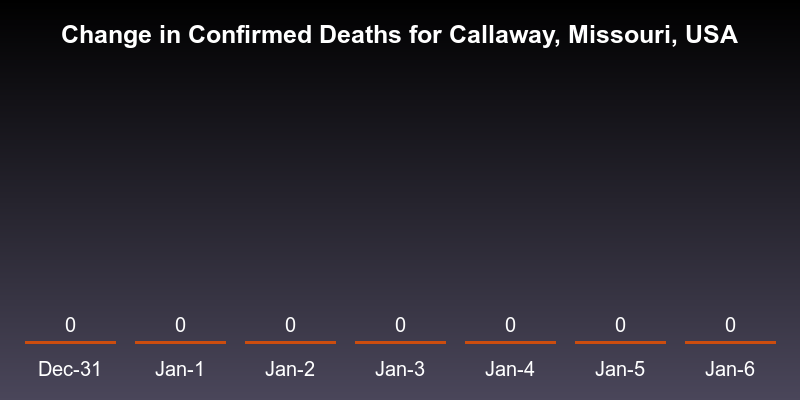 Change in Confirmed Deaths for Callaway, Missouri, USA
0 0 0 0 0 0 0
Dec-31 Jan-1 Jan-2 Jan-3 Jan-4 Jan-5 Jan-6